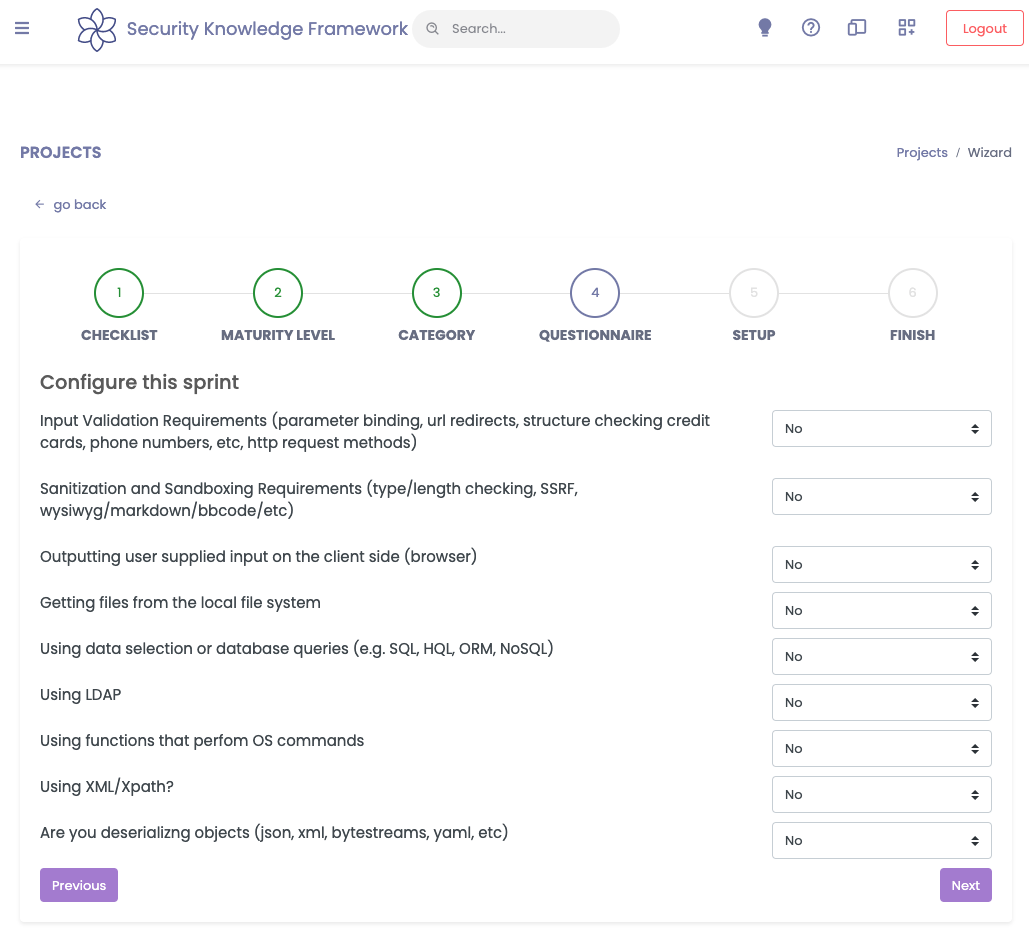 Security Knowledge Framework
Search...
Logout
PROJECTS
Projects / Wizard
go back
1
2
3
4
5
6
CHECKLIST
MATURITY LEVEL
CATEGORY
QUESTIONNAIRE
SETUP
FINISH
Configure this sprint
Input Validation Requirements (parameter binding, url redirects, structure checking credit
cards, phone numbers, etc, http request methods)
No
Sanitization and Sandboxing Requirements (type/length checking, SSRF,
wysiwyg/markdown/bbcode/etc)
No
Outputting user supplied input on the client side (browser)
No
Getting files from the local file system
No
Using data selection or database queries (e.g. SQL, HQL, ORM, NoSQL)
No
Using LDAP
No
Using functions that perfom OS commands
No
Using XML/Xpath?
No
Are you deserializng objects (json, xml, bytestreams, yaml, etc)
No
Previous
Next